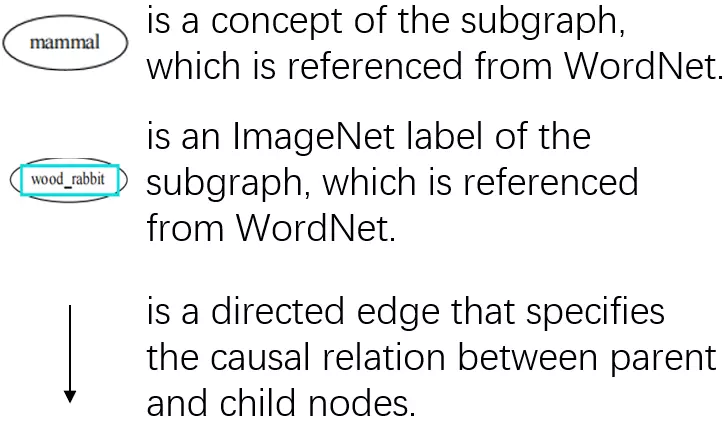 mammal
is a concept of the subgraph,
which is referenced from WordNet.
wood_rabbit
is an ImageNet label of the
subgraph, which is referenced
from WordNet.
is a directed edge that specifies
the causal relation between parent
and child nodes.